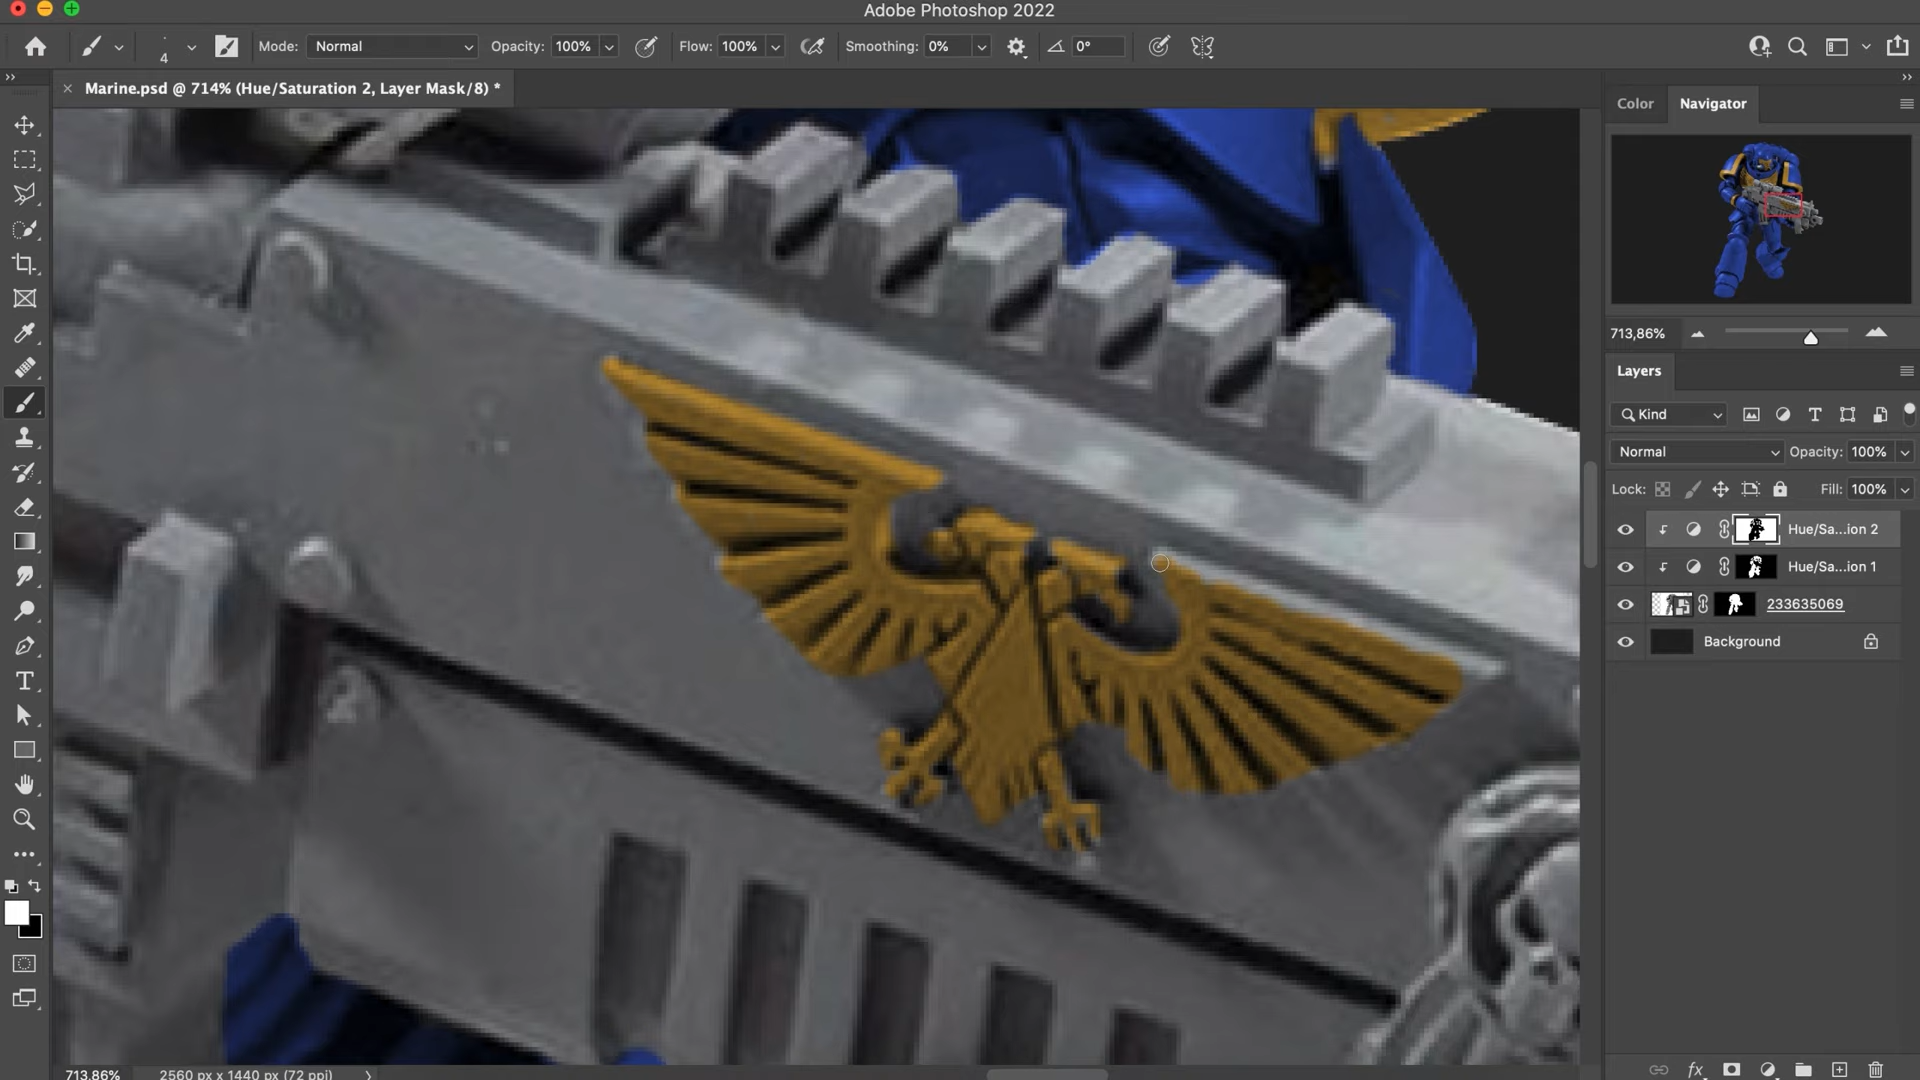 Adobe Photoshop 2022
4
Mode: Normal
Opacity: 100%
Flow: 100%
Smoothing: 0%
0°
Marine.psd @ 714% (Hue/Saturation 2, Layer Mask/8) *
Color
Navigator
713,86%
Layers
Kind
Normal
Opacity: 100%
Lock:
Fill: 100%
Hue/Sa...ion 2
Hue/Sa...ion 1
233635069
Background
713,86%
2560 px x 1440 px (72 ppi)